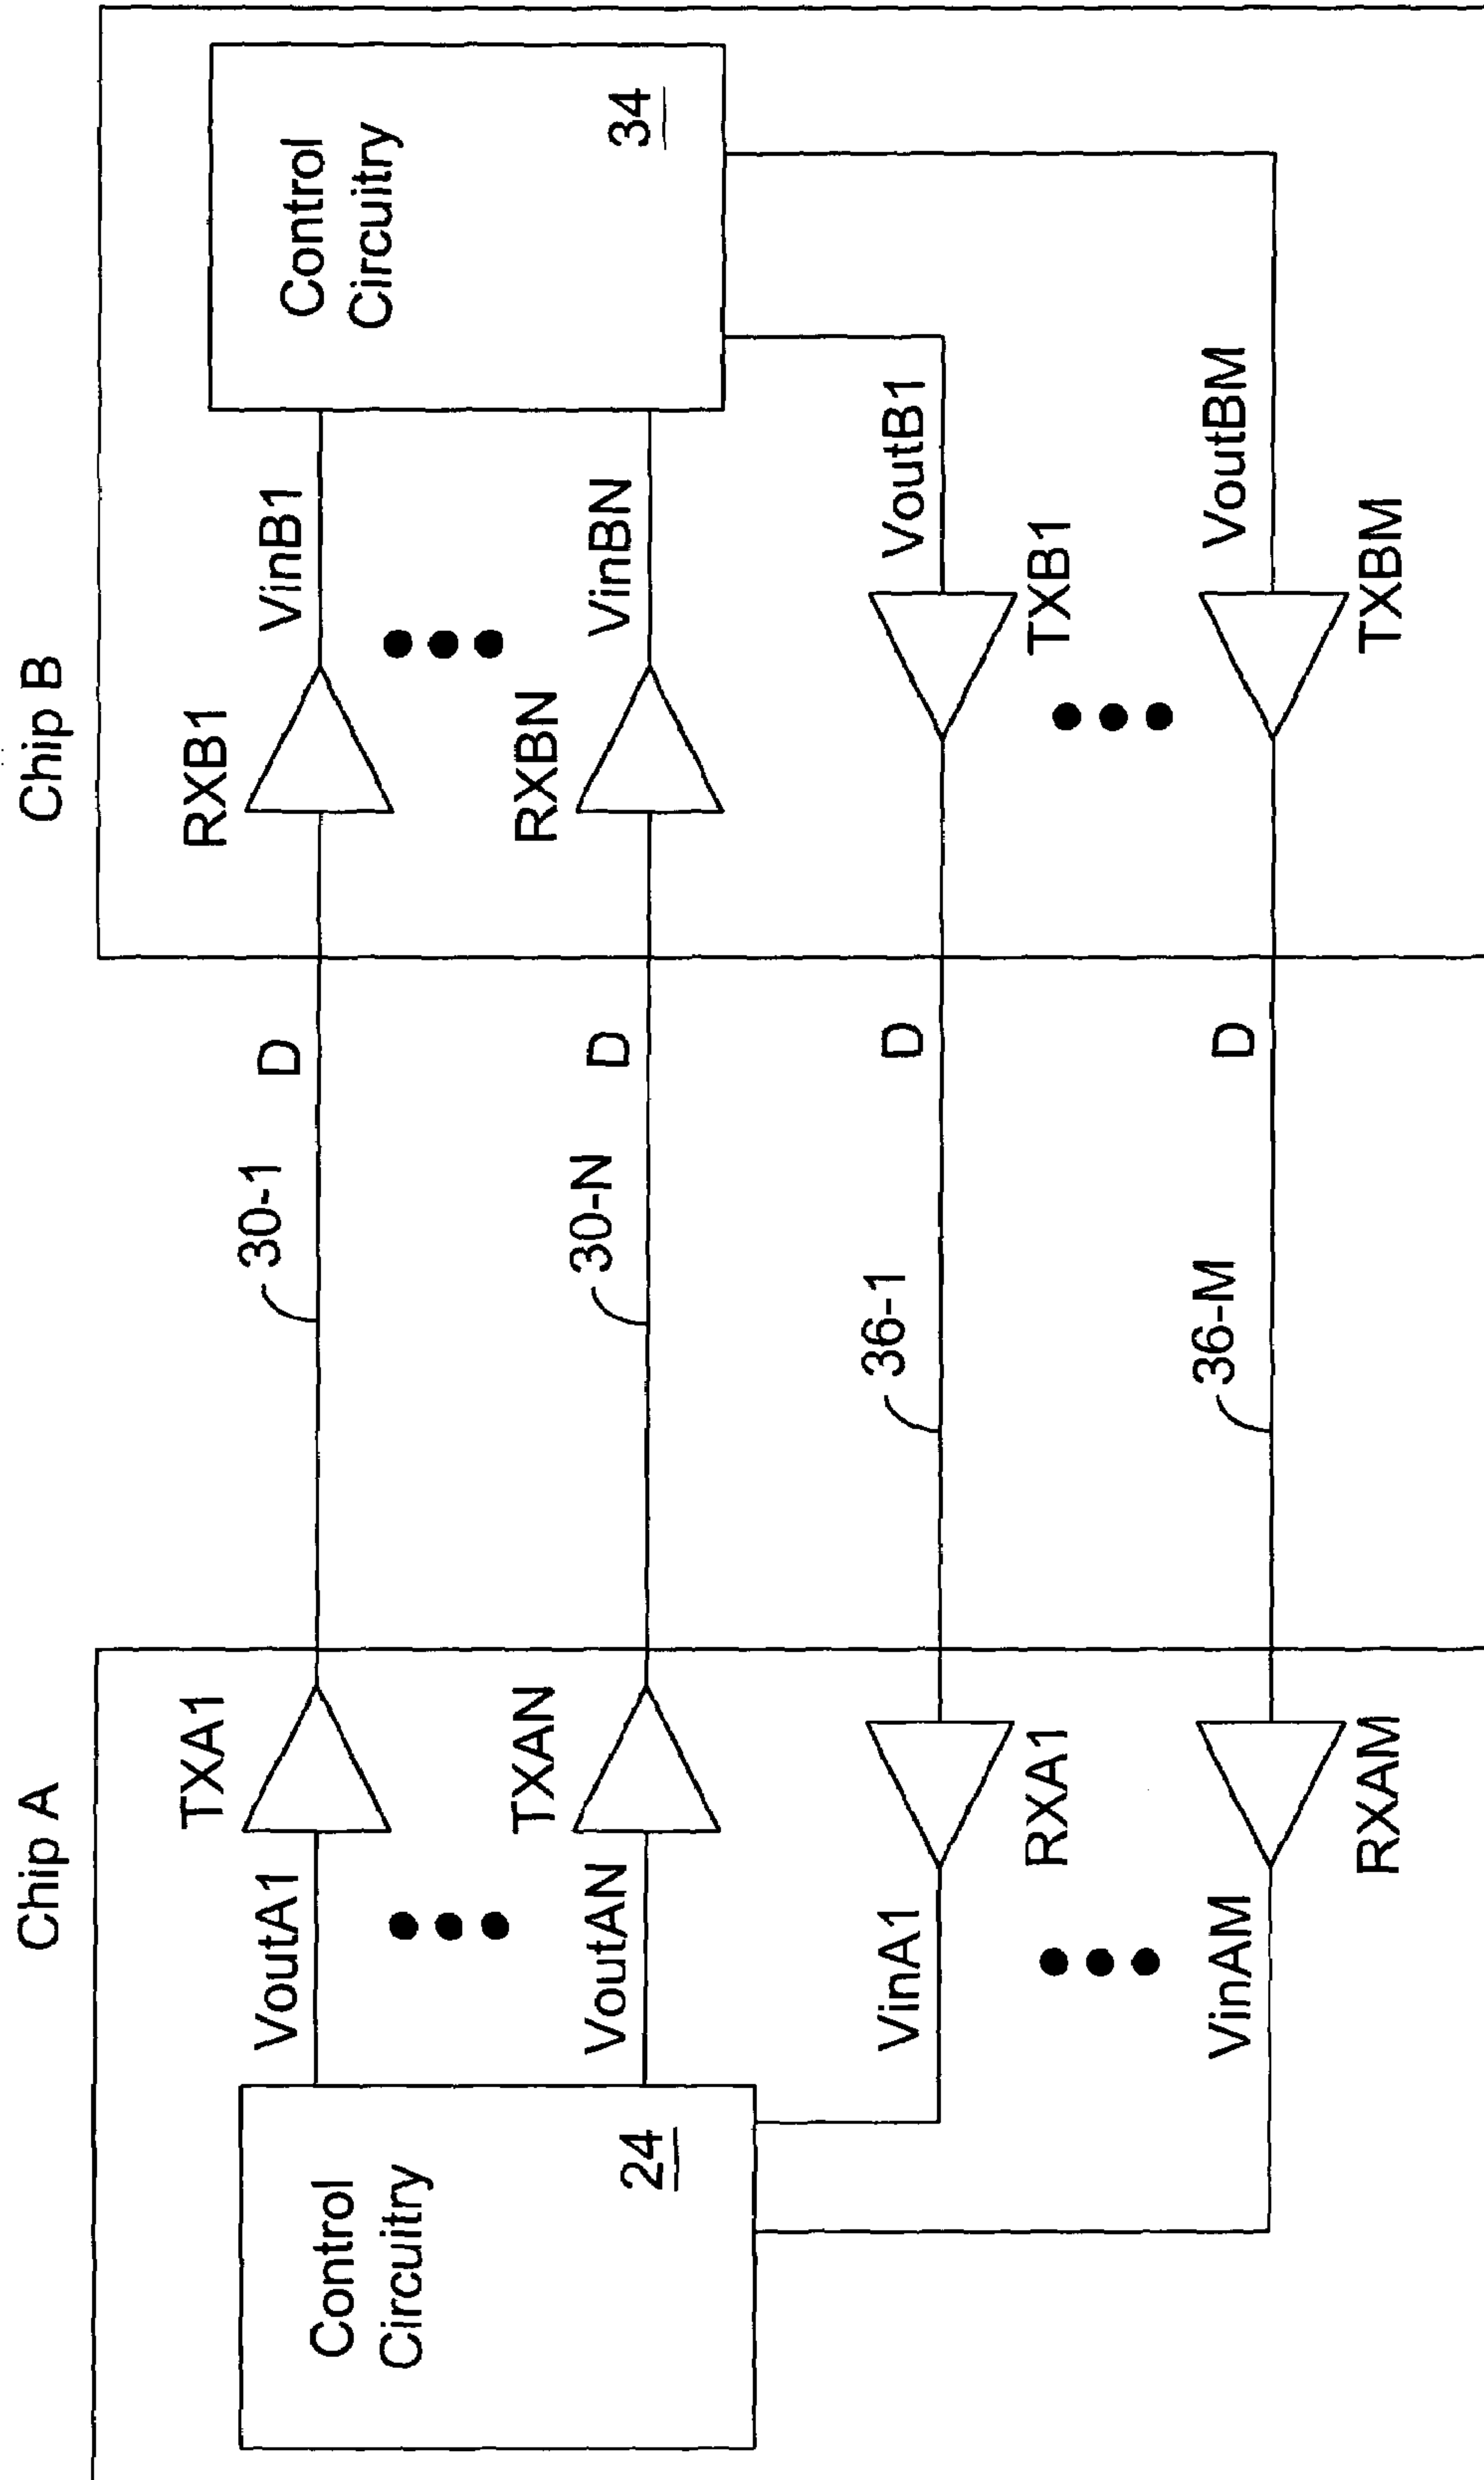 Chip A
Chip B
TXA1
RXB1
VoutA1
30-1
D
VinB1
Control
Circuitry
24
Control
Circuitry
34
TXAN
RXBN
VoutAN
30-N
D
VinBN
VinA1
36-1
D
VoutB1
RXA1
TXB1
VinAM
36-M
D
VoutBM
RXAM
TXBM